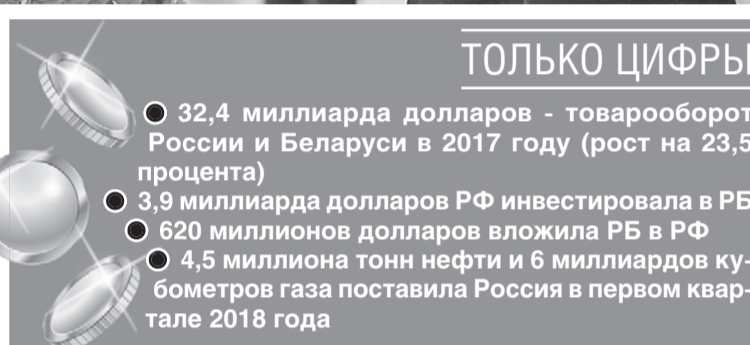 ТОЛЬКО ЦИФРЫ
32,4 миллиарда долларов - товарооборот
России и Беларуси в 2017 году (рост на 23,5
процента)
3,9 миллиарда долларов РФ инвестировала в РБ
620 миллионов долларов вложила РБ в РФ
4,5 миллиона тонн нефти и 6 миллиардов ку-
бометров газа поставила Россия в первом квар-
тале 2018 года